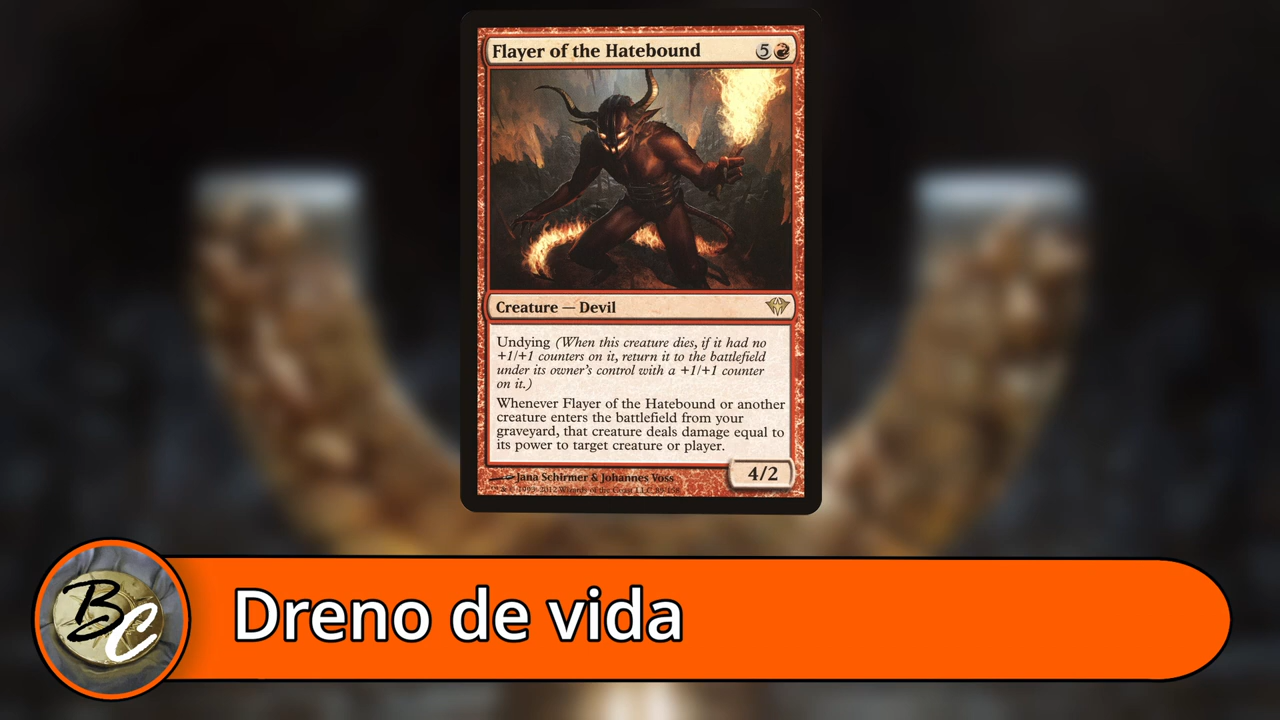 Flayer of the Hatebound 5
Creature — Devil
Undying (When this creature dies, if it had no
+1/+1 counters on it, return it to the battlefield
under its owner's control with a +1/+1 counter
on it.)
Whenever Flayer of the Hatebound or another
creature enters the battlefield from your
graveyard, that creature deals damage equal to
its power to target creature or player.
4/2
Jana Schirmer & Johannes Voss
BC
Dreno de vida